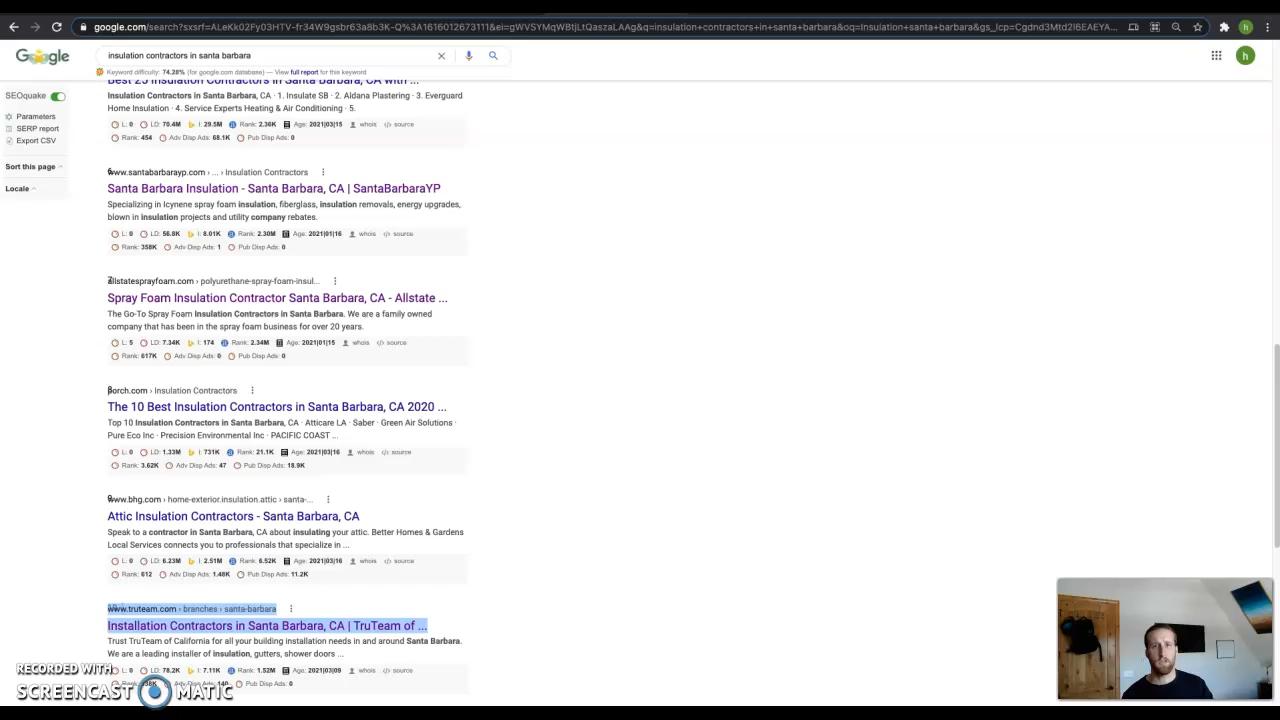 google.com/search?sxsrf=ALeKk02Fy03HTV-fr34W9gsbr63a8b3K-Q%3A1616012673111&ei=gWVSYMqWBtjLtQaszaLAAg&q=insulation+contractors+in+santa+barbara&oq=Insulation+santa+barbara&gs_lcp=Cgdnd3Mtd2l6EAEYA...
h
Google
insulation contractors in santa barbara
h
Keyword difficulty: 74.28% (for google.com database) — View full report for this keyword
SEOquake
Parameters
SERP report
Export CSV
Sort this page
Locale
Best 25 Insulation Contractors in Santa Barbara, CA with ...
Insulation Contractors in Santa Barbara, CA · 1. Insulate SB · 2. Aldana Plastering · 3. Everguard
Home Insulation · 4. Service Experts Heating & Air Conditioning · 5.
L: 0 LD: 70.4M I: 29.5M Rank: 2.36K Age: 2021|03|15 whois </> source
Rank: 454 Adv Disp Ads: 68.1K Pub Disp Ads: 0
www.santabarbarayp.com › ... › Insulation Contractors
Santa Barbara Insulation - Santa Barbara, CA | SantaBarbaraYP
Specializing in Icynene spray foam insulation, fiberglass, insulation removals, energy upgrades,
blown in insulation projects and utility company rebates.
L: 0 LD: 56.8K I: 8.01K Rank: 2.30M Age: 2021|01|16 whois </> source
Rank: 358K Adv Disp Ads: 1 Pub Disp Ads: 0
allstatesprayfoam.com › polyurethane-spray-foam-insul...
Spray Foam Insulation Contractor Santa Barbara, CA - Allstate ...
The Go-To Spray Foam Insulation Contractors in Santa Barbara. We are a family owned
company that has been in the spray foam business for over 20 years.
L: 5 LD: 7.34K I: 174 Rank: 2.34M Age: 2021|01|15 whois </> source
Rank: 617K Adv Disp Ads: 0 Pub Disp Ads: 0
porch.com › Insulation Contractors
The 10 Best Insulation Contractors in Santa Barbara, CA 2020 ...
Top 10 Insulation Contractors in Santa Barbara, CA · Atticare LA · Saber · Green Air Solutions ·
Pure Eco Inc · Precision Environmental Inc · PACIFIC COAST ...
L: 0 LD: 1.33M I: 731K Rank: 21.1K Age: 2021|03|16 whois </> source
Rank: 3.62K Adv Disp Ads: 47 Pub Disp Ads: 18.9K
www.bhg.com › home-exterior.insulation.attic › santa-...
Attic Insulation Contractors - Santa Barbara, CA
Speak to a contractor in Santa Barbara, CA about insulating your attic. Better Homes & Gardens
Local Services connects you to professionals that specialize in ...
L: 0 LD: 6.23M I: 2.51M Rank: 6.52K Age: 2021|03|16 whois </> source
Rank: 612 Adv Disp Ads: 1.48K Pub Disp Ads: 11.2K
www.truteam.com › branches › santa-barbara
Installation Contractors in Santa Barbara, CA | TruTeam of ...
Trust TruTeam of California for all your building installation needs in and around Santa Barbara.
We are a leading installer of insulation, gutters, shower doors ...
L: 0 LD: 78.2K I: 7.11K Rank: 1.52M Age: 2021|03|09 whois </> source
Adv Disp Ads: 140 Pub Disp Ads: 0
RECORDED WITH
SCREENCAST MATIC